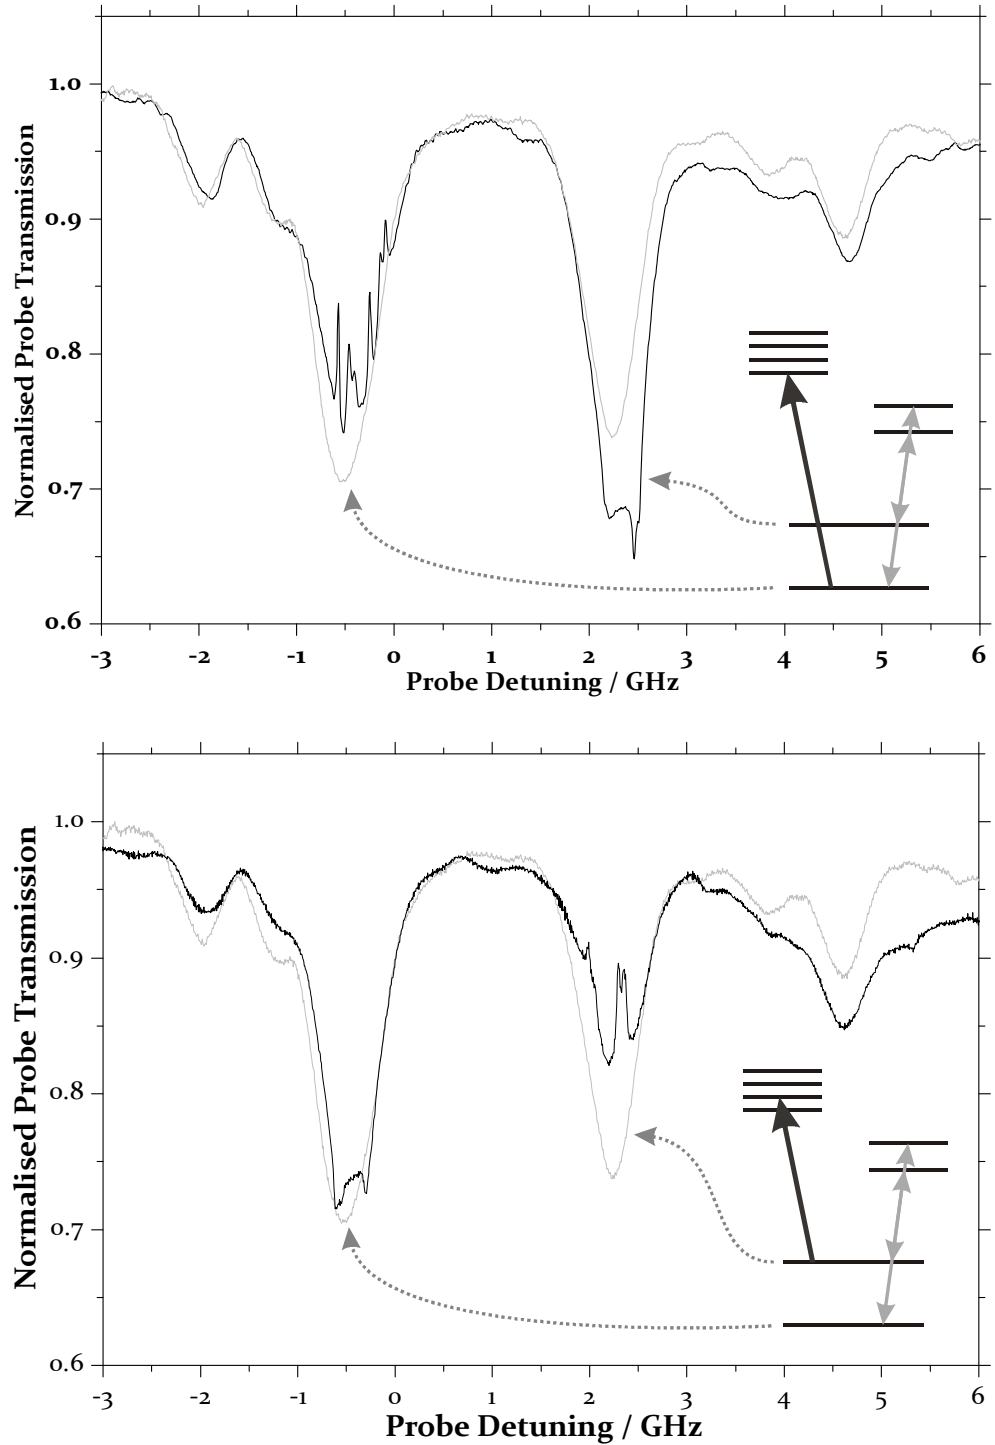 Normalised Probe Transmission
1.0
0.9
0.8
0.7
0.6
-3 -2 -1 0 1 2 3 4 5 6
Probe Detuning / GHz
Normalised Probe Transmission
1.0
0.9
0.8
0.7
0.6
-3 -2 -1 0 1 2 3 4 5 6
Probe Detuning / GHz